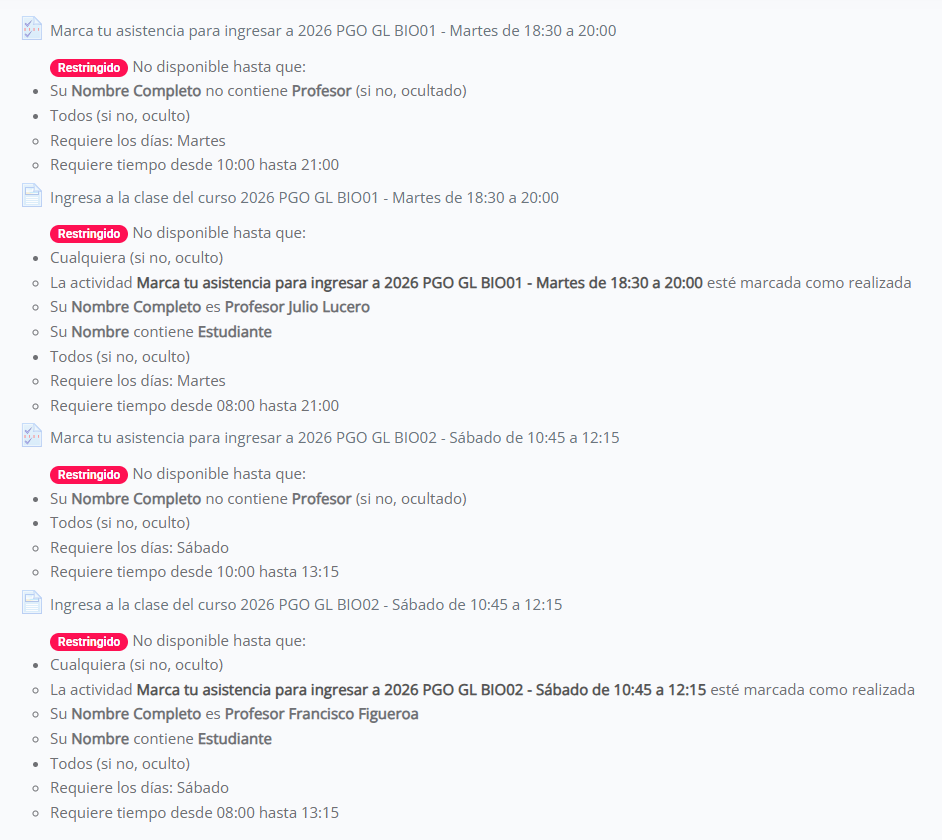 Marca tu asistencia para ingresar a 2026 PGO GL BIO01 - Martes de 18:30 a 20:00
Restringido No disponible hasta que:
Su Nombre Completo no contiene Profesor (si no, ocultado)
Todos (si no, oculto)
Requiere los días: Martes
Requiere tiempo desde 10:00 hasta 21:00
Ingresa a la clase del curso 2026 PGO GL BIO01 - Martes de 18:30 a 20:00
Restringido No disponible hasta que:
Cualquiera (si no, oculto)
La actividad Marca tu asistencia para ingresar a 2026 PGO GL BIO01 - Martes de 18:30 a 20:00 esté marcada como realizada
Su Nombre Completo es Profesor Julio Lucero
Su Nombre contiene Estudiante
Todos (si no, oculto)
Requiere los días: Martes
Requiere tiempo desde 08:00 hasta 21:00
Marca tu asistencia para ingresar a 2026 PGO GL BIO02 - Sábado de 10:45 a 12:15
Restringido No disponible hasta que:
Su Nombre Completo no contiene Profesor (si no, ocultado)
Todos (si no, oculto)
Requiere los días: Sábado
Requiere tiempo desde 10:00 hasta 13:15
Ingresa a la clase del curso 2026 PGO GL BIO02 - Sábado de 10:45 a 12:15
Restringido No disponible hasta que:
Cualquiera (si no, oculto)
La actividad Marca tu asistencia para ingresar a 2026 PGO GL BIO02 - Sábado de 10:45 a 12:15 esté marcada como realizada
Su Nombre Completo es Profesor Francisco Figueroa
Su Nombre contiene Estudiante
Todos (si no, oculto)
Requiere los días: Sábado
Requiere tiempo desde 08:00 hasta 13:15